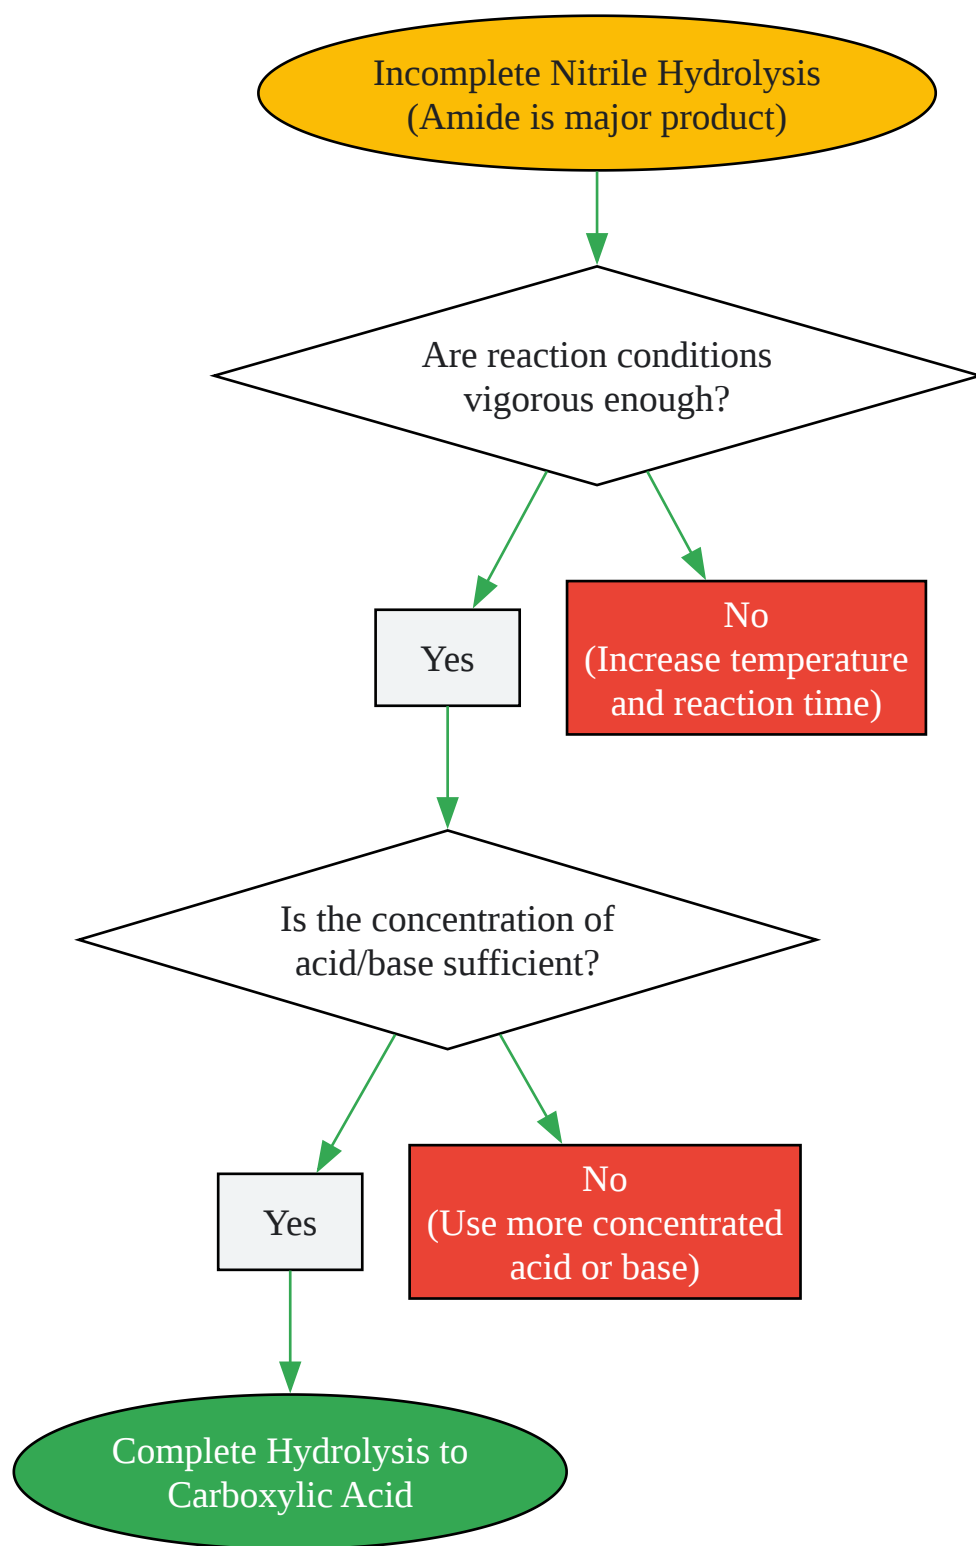 Incomplete Nitrile Hydrolysis
(Amide is major product)
Are reaction conditions
vigorous enough?
Yes
No
(Increase temperature
and reaction time)
Is the concentration of
acid/base sufficient?
Yes
No
(Use more concentrated
acid or base)
Complete Hydrolysis to
Carboxylic Acid